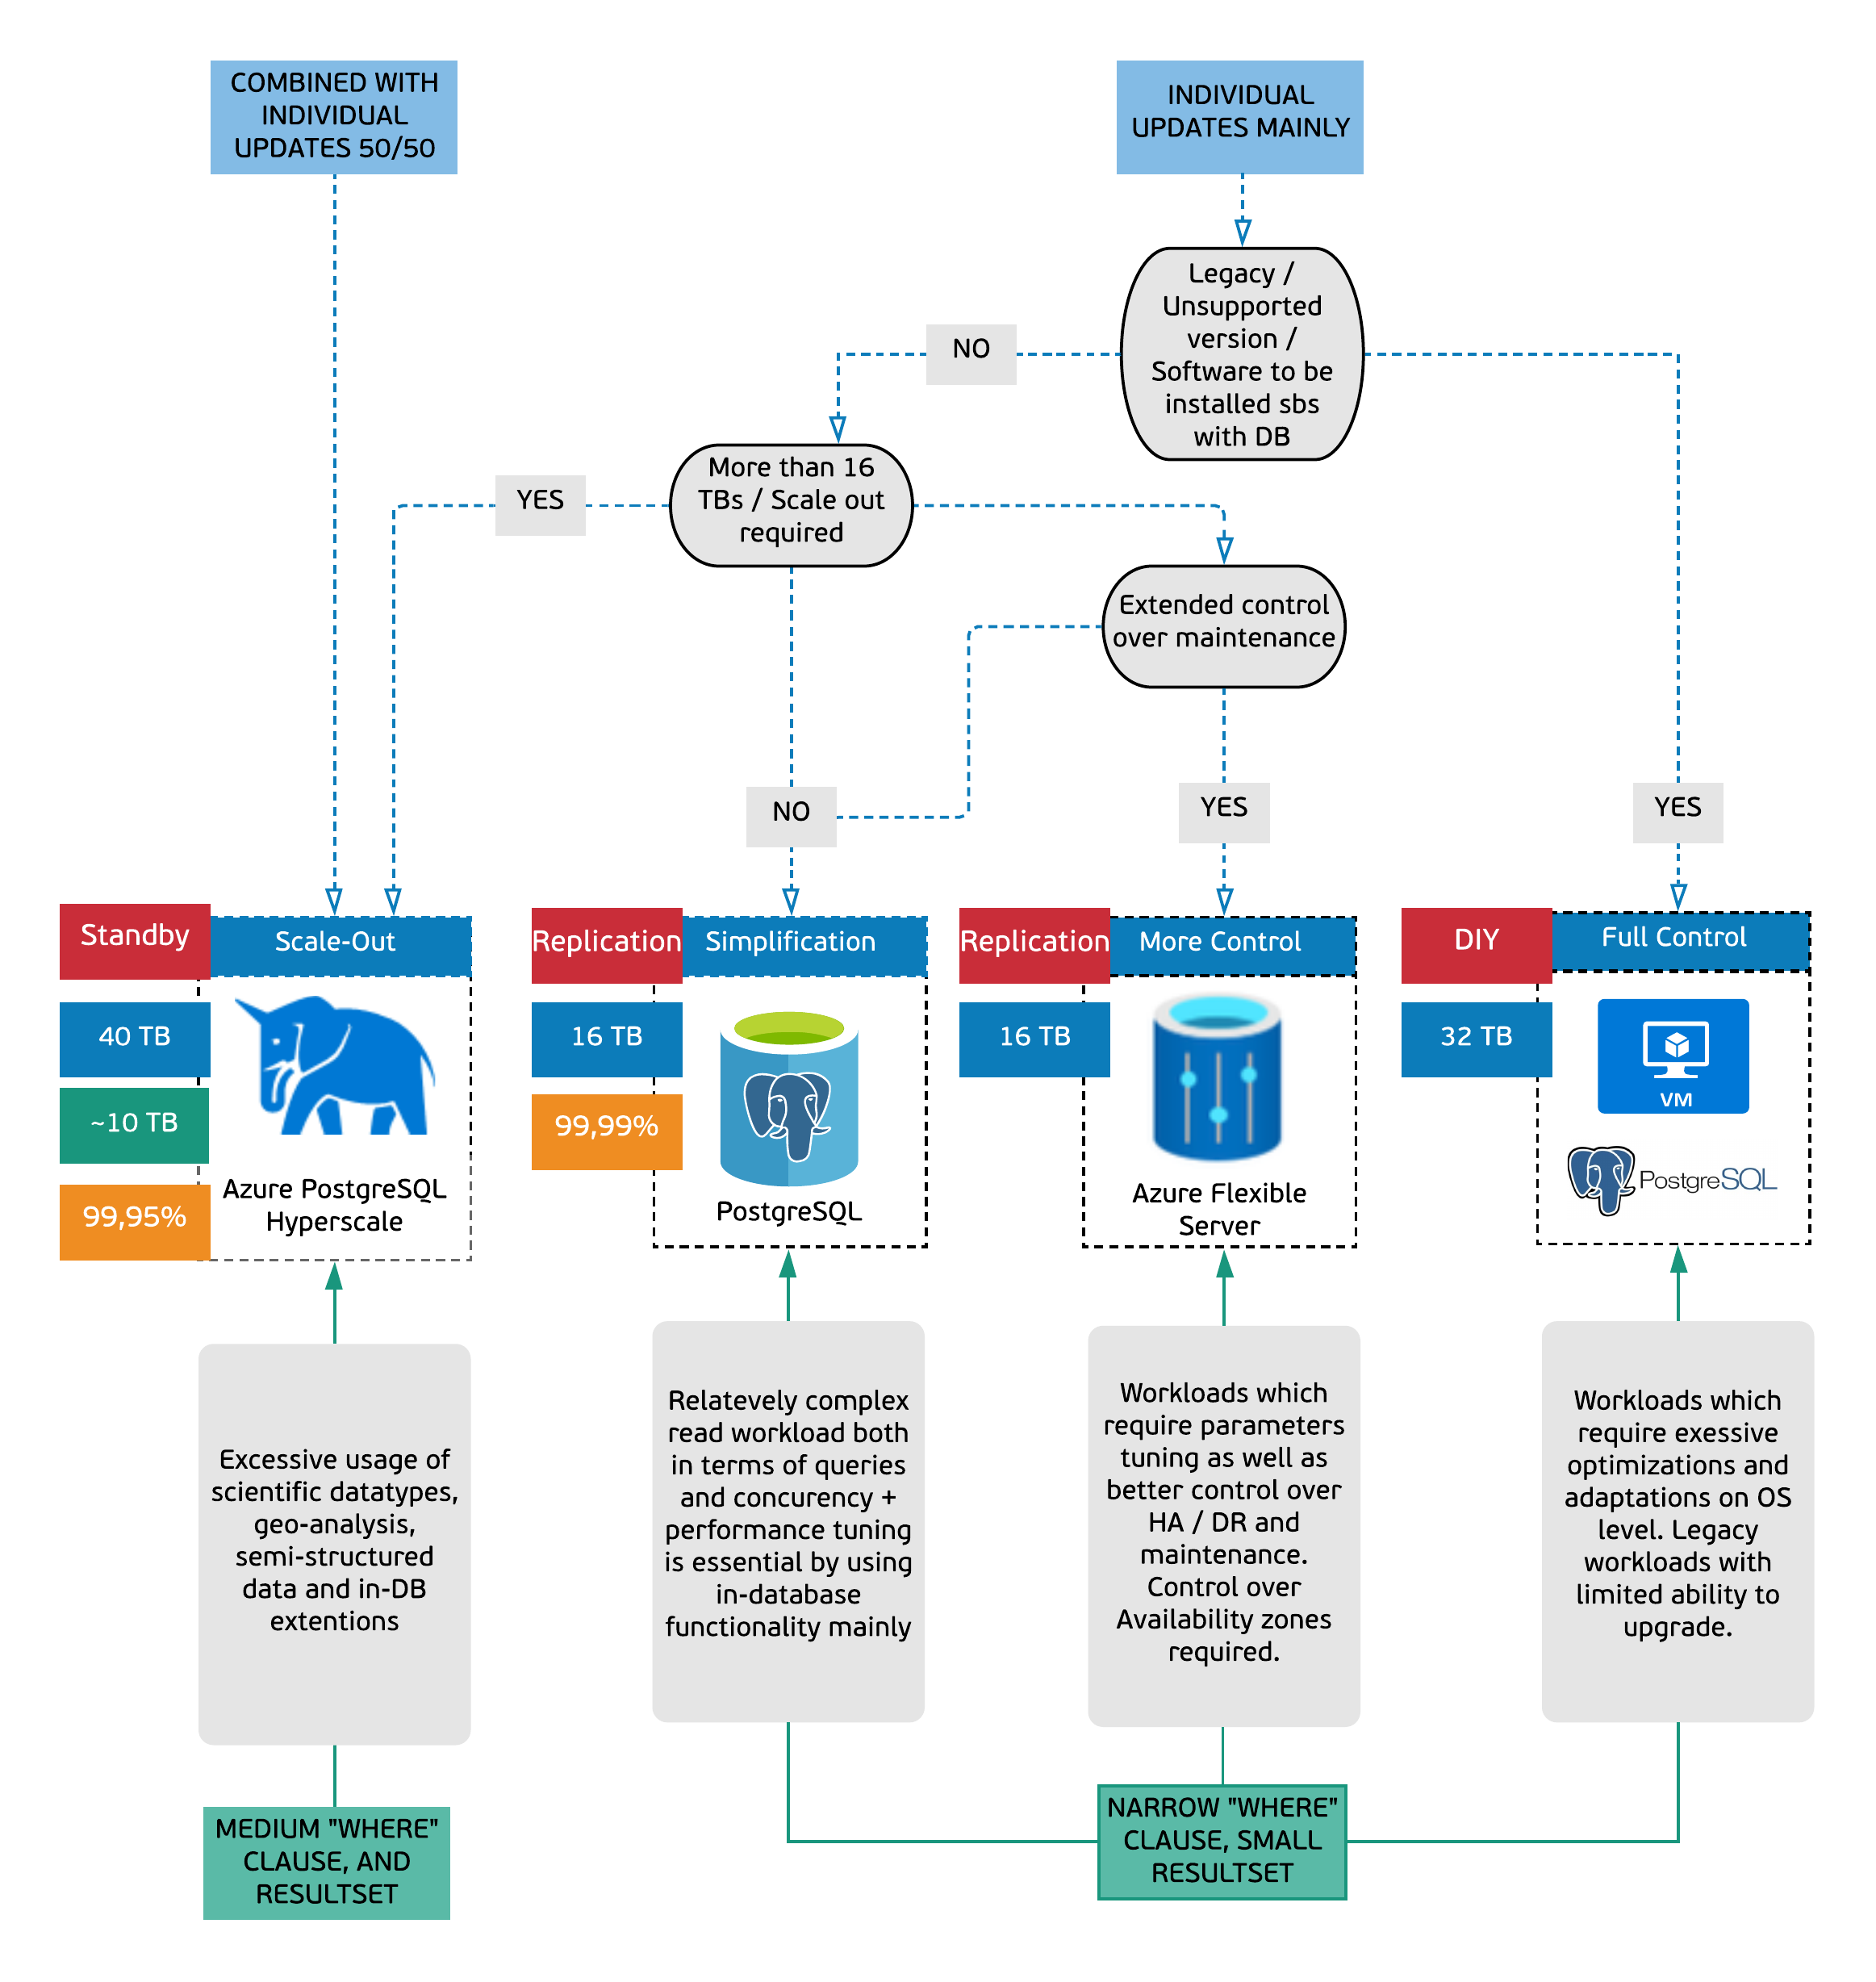 COMBINED WITH
INDIVIDUAL
UPDATES 50/50
INDIVIDUAL
UPDATES MAINLY
Legacy /
Unsupported
version /
Software to be
installed sbs
with DB
NO
More than 16
TBs / Scale out
required
YES
Extended control
over maintenance
NO
YES
YES
Standby
Scale-Out
40 TB
~10 TB
99,95%
Azure PostgreSQL
Hyperscale
Replication
Simplification
16 TB
99,99%
PostgreSQL
Replication
More Control
16 TB
Azure Flexible
Server
DIY
Full Control
32 TB
VM
PostgreSQL
Excessive usage of
scientific datatypes,
geo-analysis,
semi-structured
data and in-DB
extentions
Relatevely complex
read workload both
in terms of queries
and concurency +
performance tuning
is essential by using
in-database
functionality mainly
Workloads which
require parameters
tuning as well as
better control over
HA / DR and
maintenance.
Control over
Availability zones
required.
Workloads which
require exessive
optimizations and
adaptations on OS
level. Legacy
workloads with
limited ability to
upgrade.
MEDIUM "WHERE"
CLAUSE, AND
RESULTSET
NARROW "WHERE"
CLAUSE, SMALL
RESULTSET